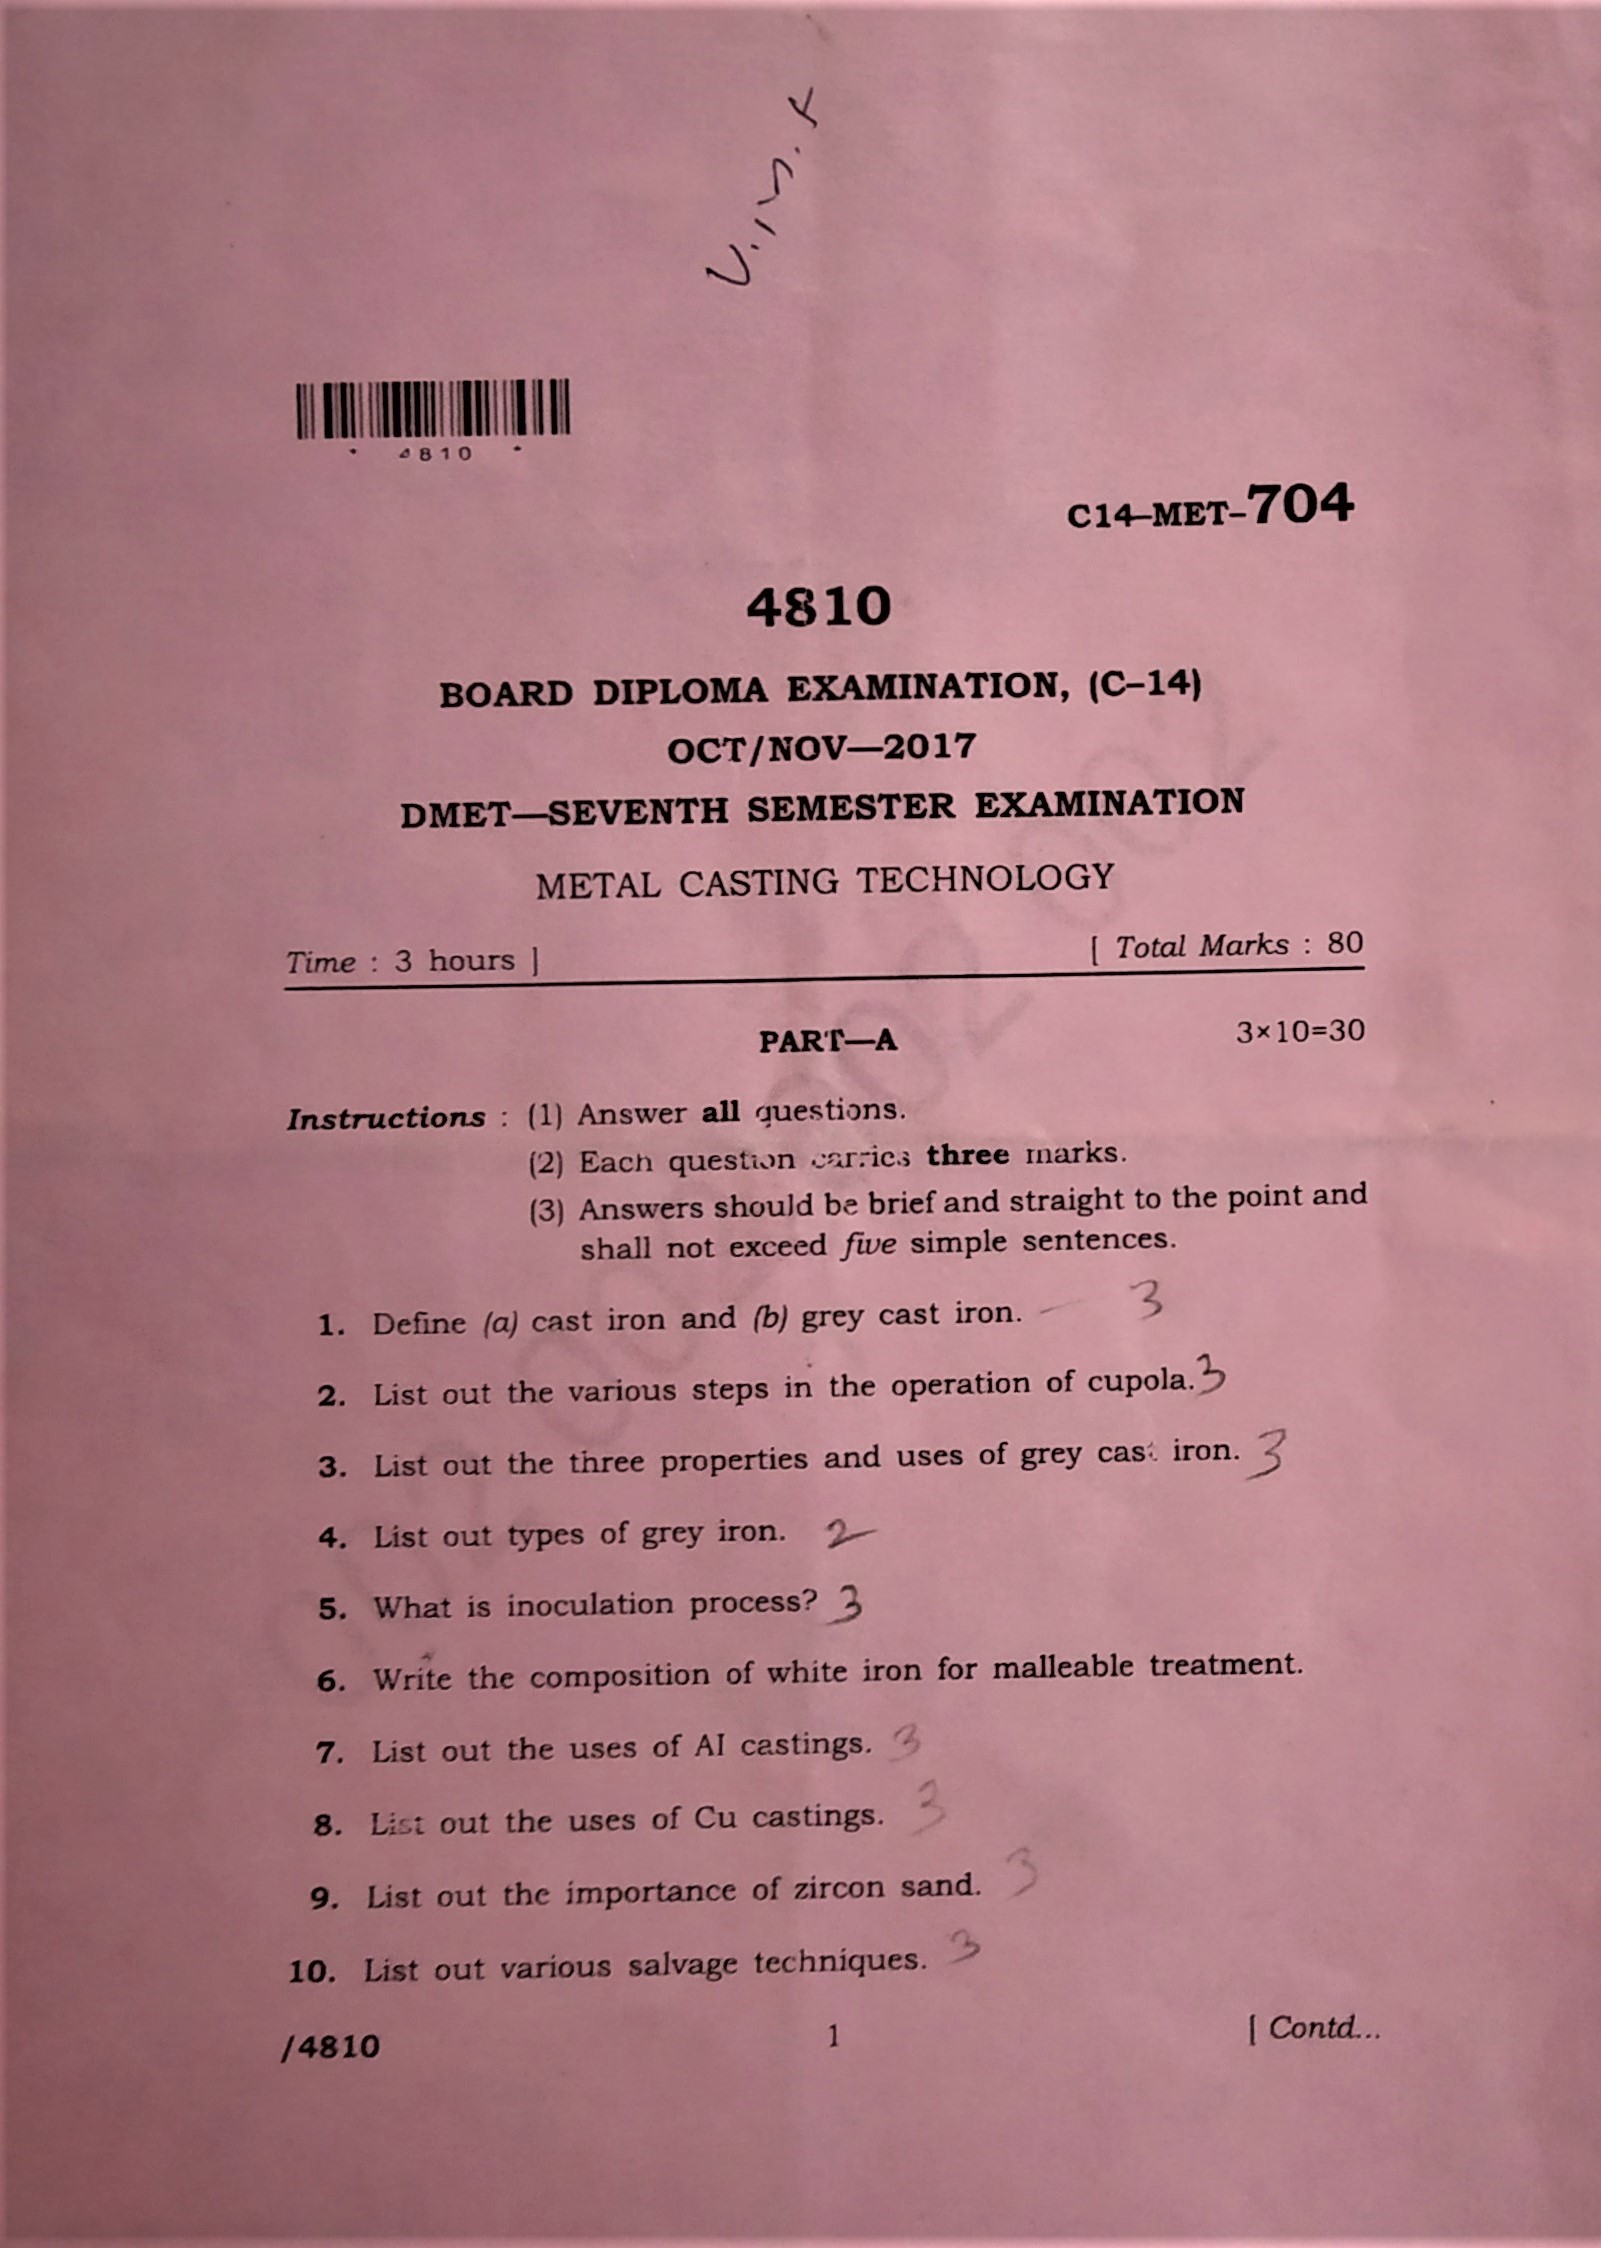 V.I.M.K
4810
C14–MET–704
4810
BOARD DIPLOMA EXAMINATION, (C–14)
OCT/NOV—2017
DMET—SEVENTH SEMESTER EXAMINATION
METAL CASTING TECHNOLOGY
Time : 3 hours ] [ Total Marks : 80
PART—A 3×10=30
Instructions : (1) Answer all questions.
(2) Each question carries three marks.
(3) Answers should be brief and straight to the point and
shall not exceed five simple sentences.
1. Define (a) cast iron and (b) grey cast iron. — 3
2. List out the various steps in the operation of cupola. 3
3. List out the three properties and uses of grey cast iron. 3
4. List out types of grey iron. 2
5. What is inoculation process? 3
6. Write the composition of white iron for malleable treatment.
7. List out the uses of AI castings. 3
8. List out the uses of Cu castings. 3
9. List out the importance of zircon sand. 3
10. List out various salvage techniques. 3
/4810 1 [ Contd...